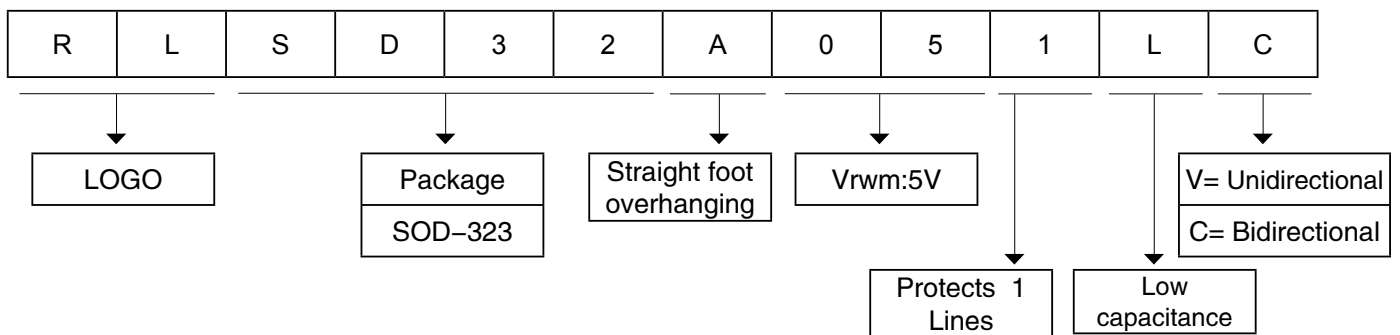 R L S D 3 2 A 0 5 1 L C
LOGO
Package
SOD–323
Straight foot
overhanging
Vrwm:5V
V= Unidirectional
C= Bidirectional
Protects 1
Lines
Low
capacitance